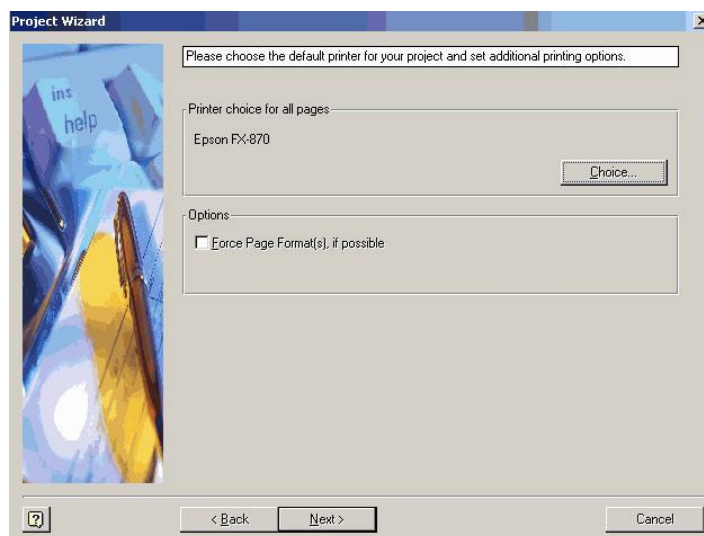 Project Wizard
Please choose the default printer for your project and set additional printing options.
ins
help
Printer choice for all pages
Epson FX-870
Choice...
Options
Force Page Format(s), if possible
?
< Back
Next >
Cancel